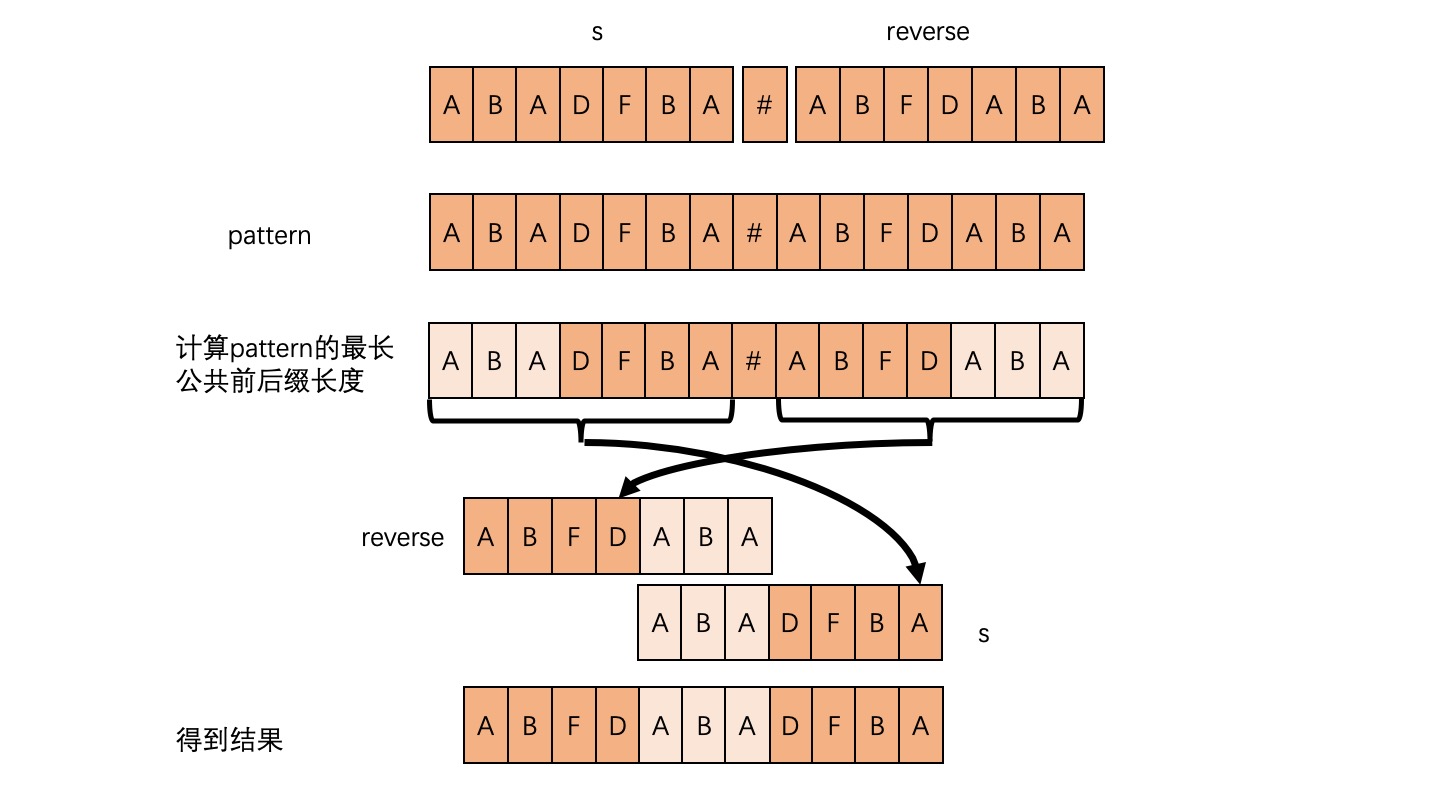 s reverse
A B A D F B A # A B F D A B A
pattern A B A D F B A # A B F D A B A
计算pattern的最长
公共前后缀长度
A B A D F B A # A B F D A B A
reverse A B F D A B A
A B A D F B A s
得到结果 A B F D A B A D F B A